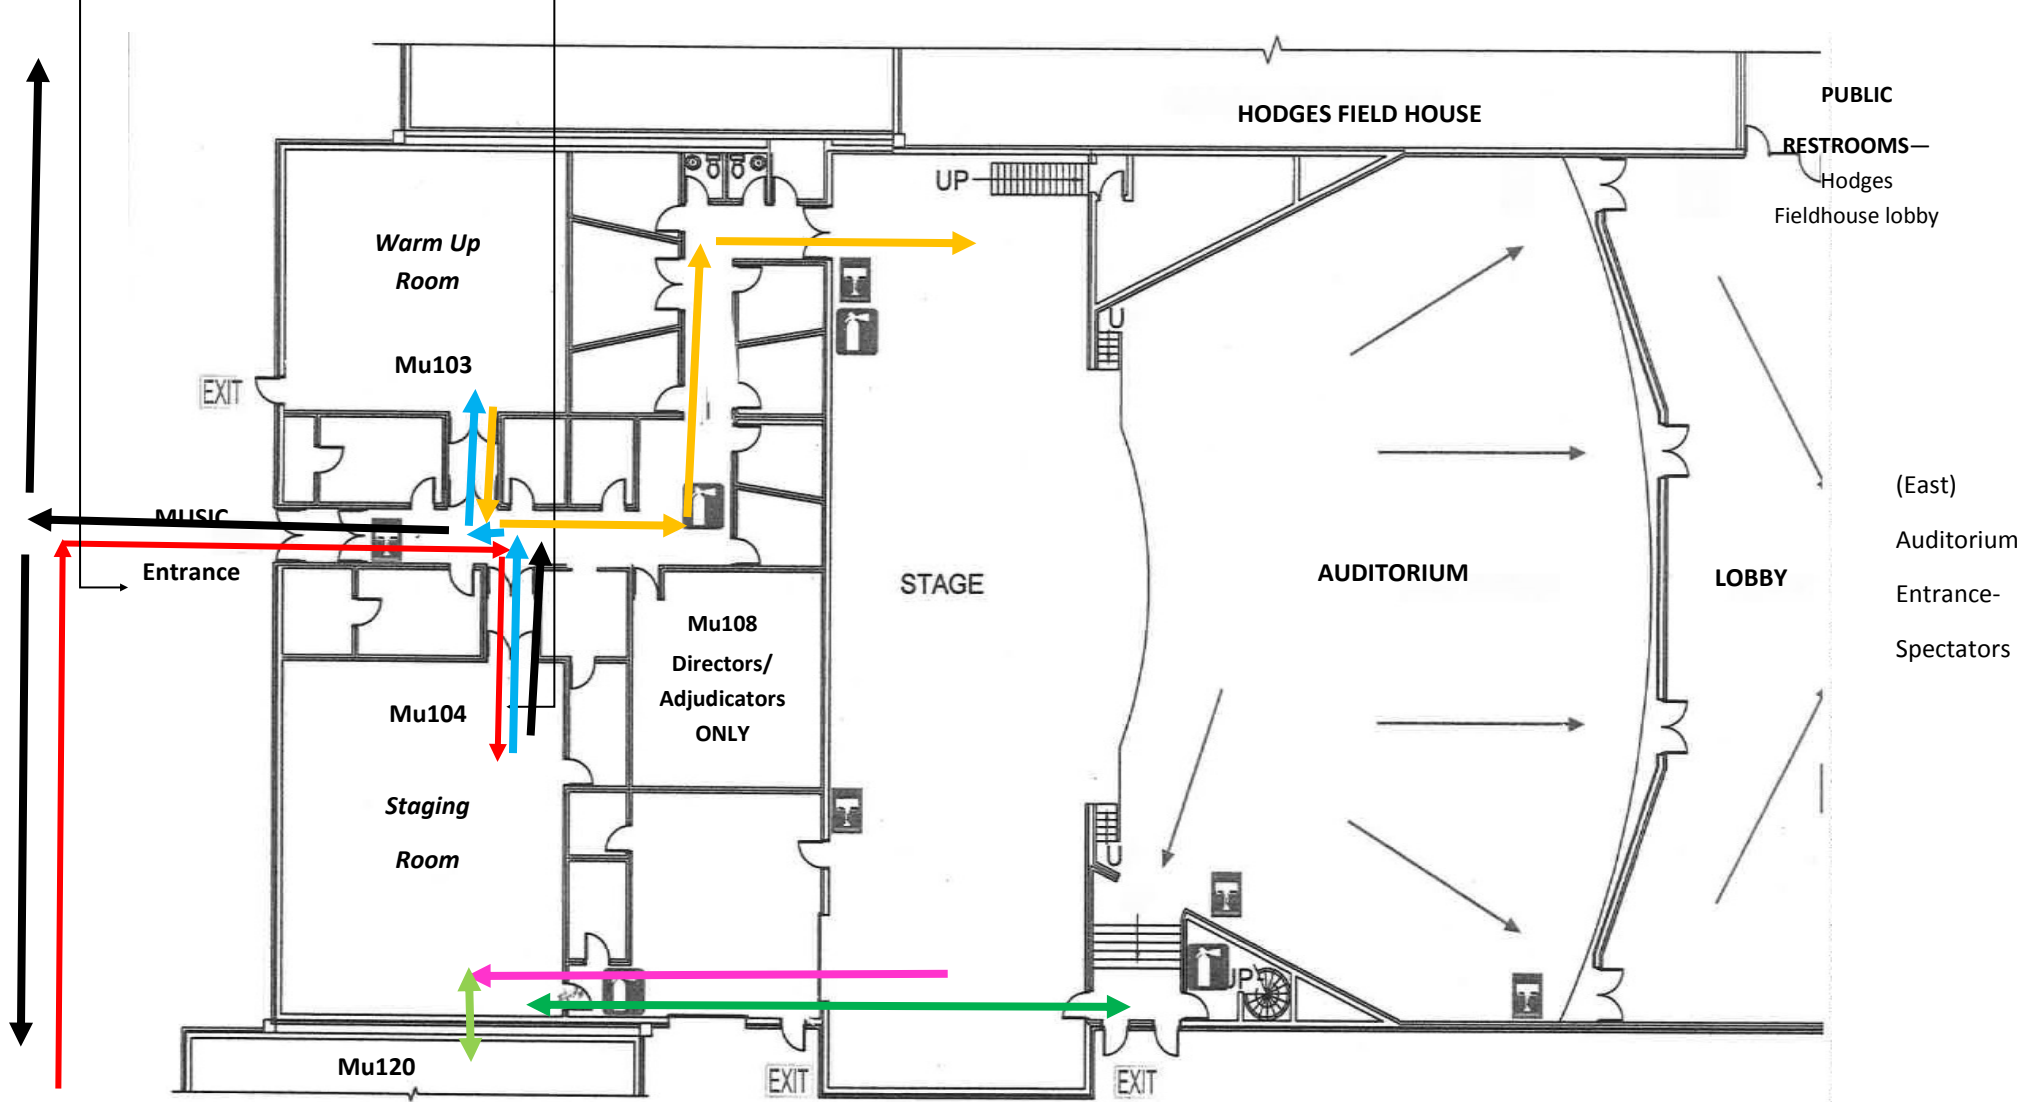 HODGES FIELD HOUSE
PUBLIC
RESTROOMS—
Hodges
Fieldhouse lobby
UP
Warm Up
Room
Mu103
EXIT
U
MUSIC
Entrance
(East)
Auditorium
Entrance-
Spectators
STAGE
AUDITORIUM
LOBBY
Mu108
Directors/
Adjudicators
ONLY
Mu104
Staging
Room
U
UP
Mu120
EXIT
EXIT